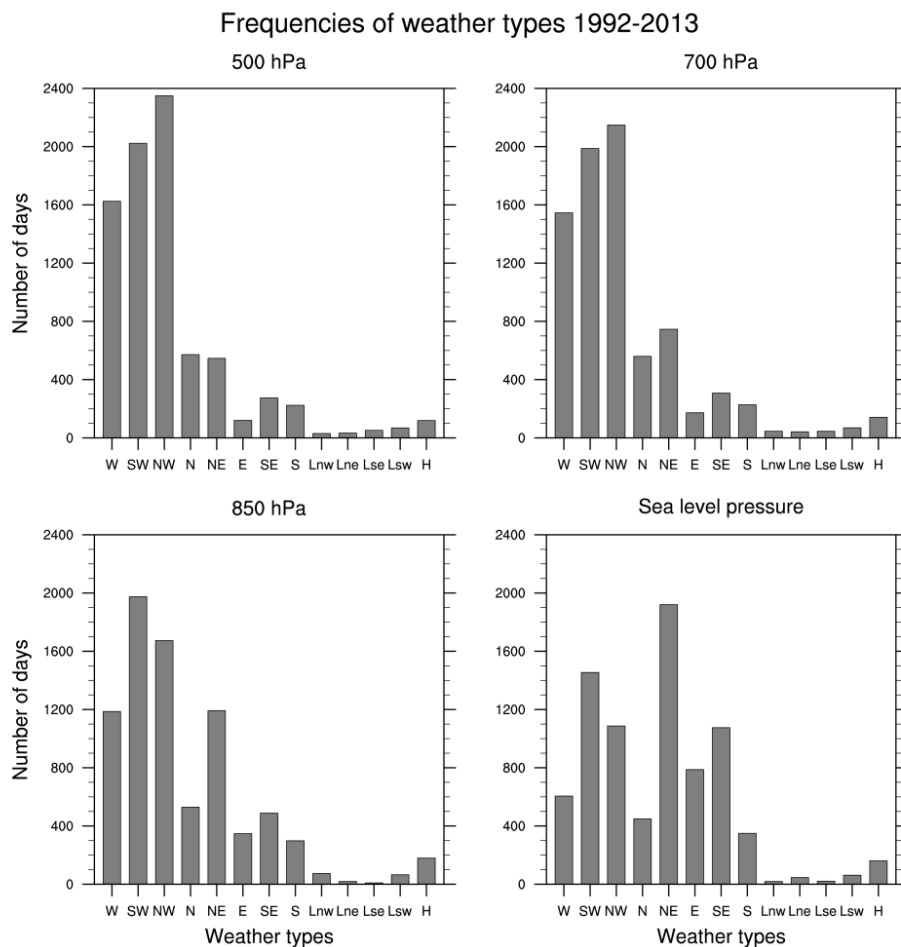 Frequencies of weather types 1992-2013
500 hPa
700 hPa
Number of days
2400
2000
1600
1200
800
400
0
W SW NW N NE E SE S Lnw Lne Lse Lsw H
2400
2000
1600
1200
800
400
0
W SW NW N NE E SE S Lnw Lne Lse Lsw H
850 hPa
Sea level pressure
Number of days
2400
2000
1600
1200
800
400
0
W SW NW N NE E SE S Lnw Lne Lse Lsw H
Weather types
2400
2000
1600
1200
800
400
0
W SW NW N NE E SE S Lnw Lne Lse Lsw H
Weather types